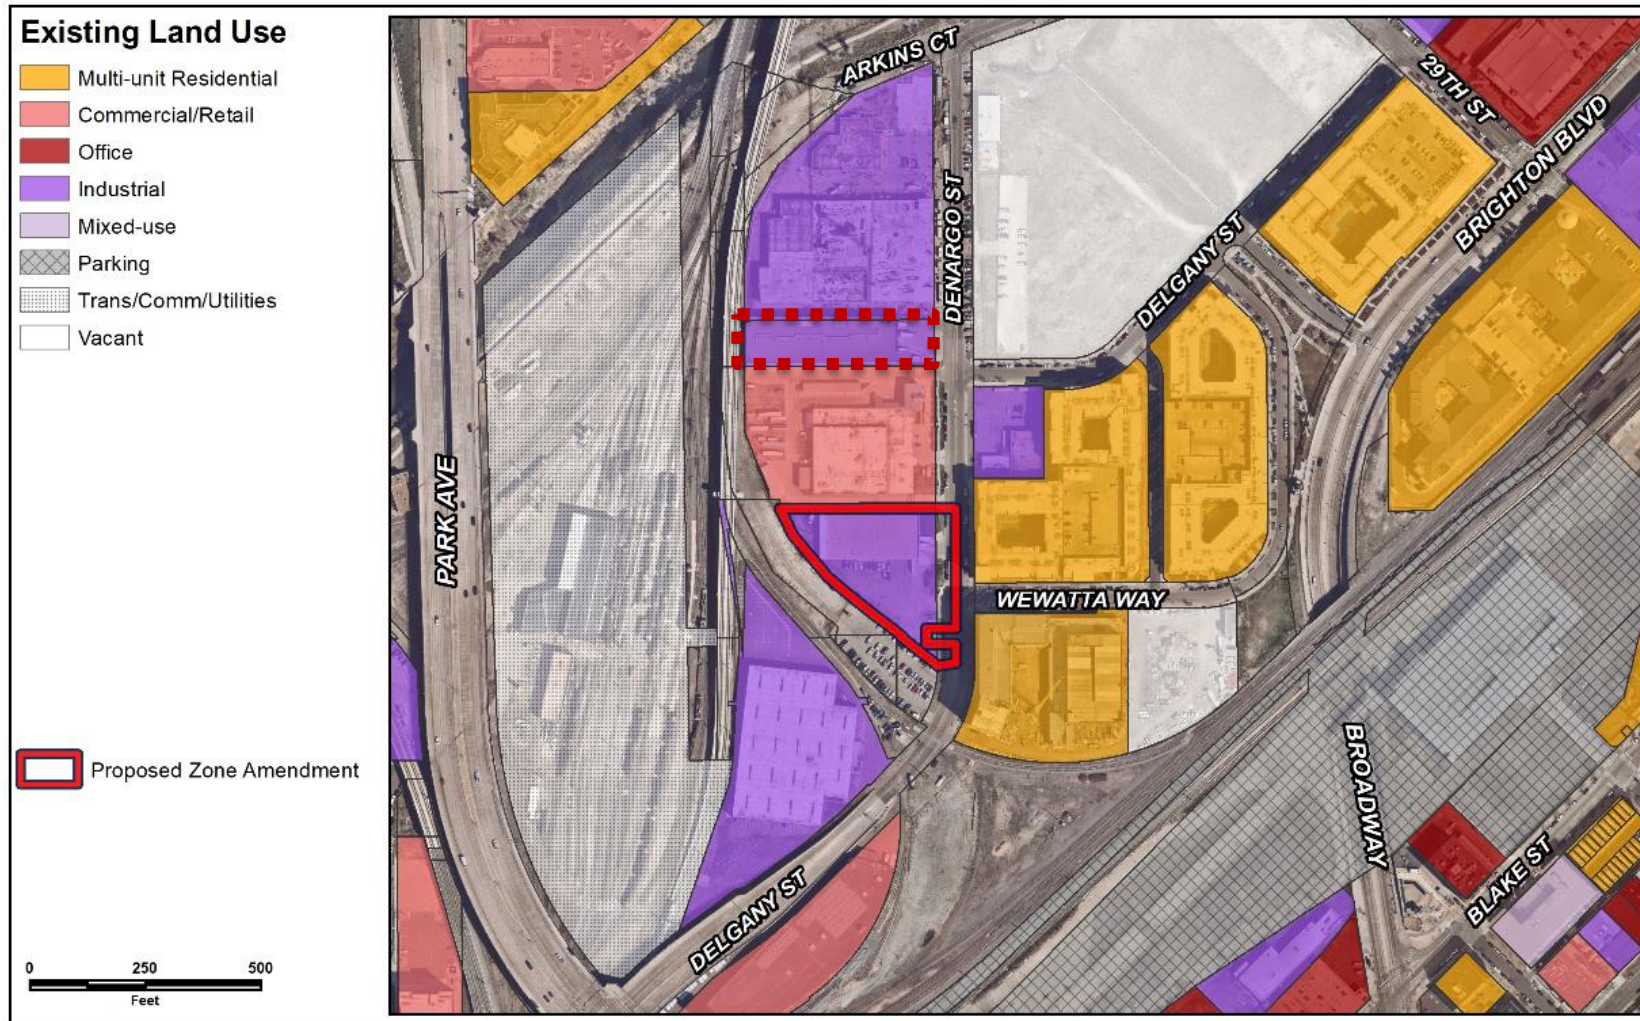 Existing Land Use
Multi-unit Residential
Commercial/Retail
Office
Industrial
Mixed-use
Parking
Trans/Comm/Utilities
Vacant
Proposed Zone Amendment
0 250 500
Feet
ARKINS CT
29TH ST
BRIGHTON BLVD
DENARGO ST
DELGANY ST
PARK AVE
WEWATTA WAY
BROADWAY
BLAKE ST
DELGANY ST